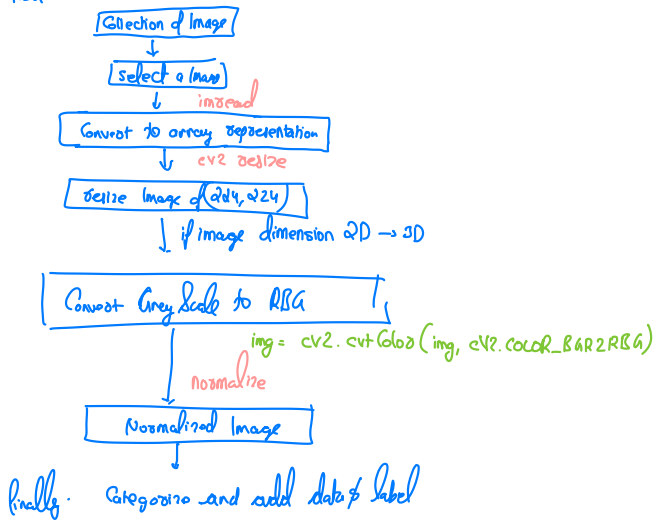 Collection of Image
Select a Image
imread
Convert to array representation
cv2 resize
resize Image of (224, 224)
if image dimension 2D → 3D
Convert Grey Scale to RBG
img = cv2.cvtColor(img, cv2.COLOR_BGR2RBG)
normalize
Normalized Image
finally. Categorize and add data & label